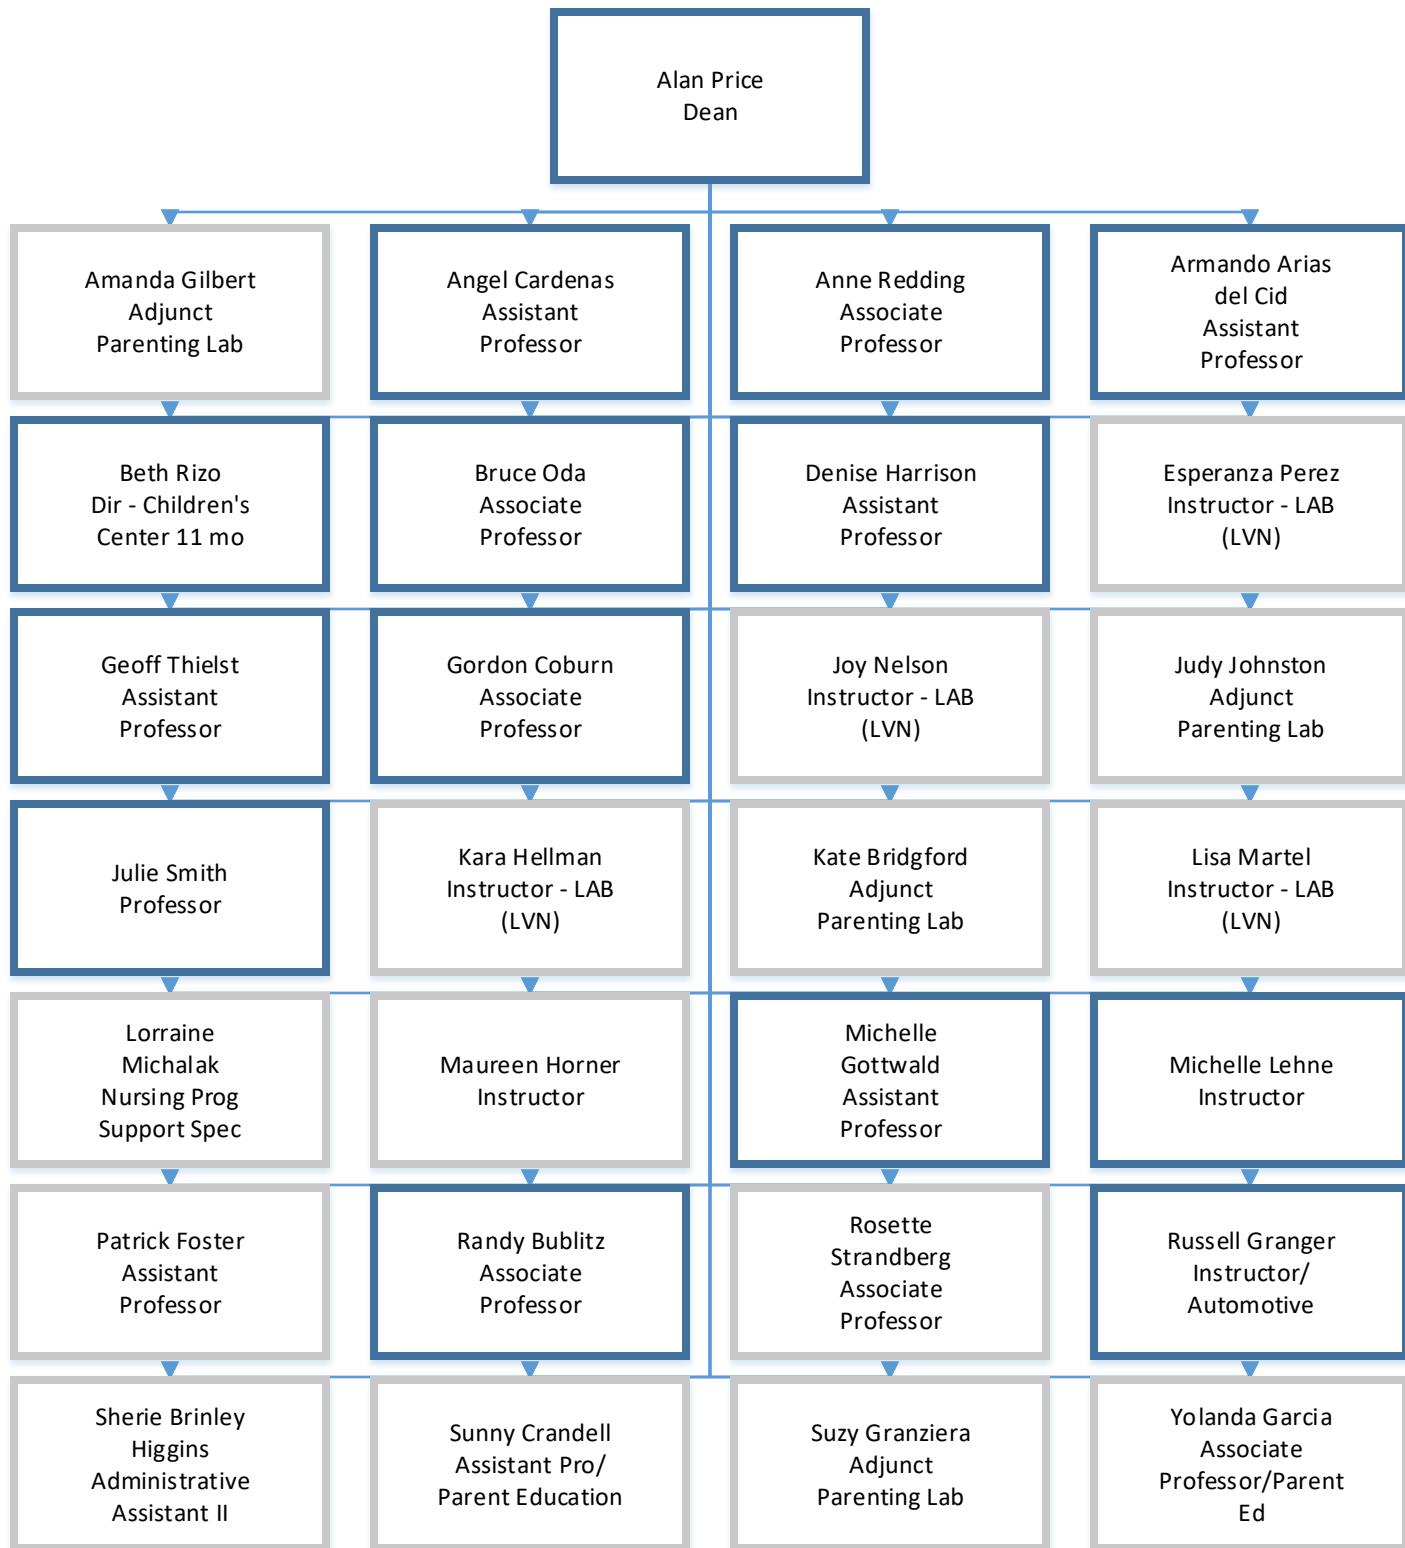 Alan Price
Dean
Amanda Gilbert
Adjunct
Parenting Lab
Angel Cardenas
Assistant
Professor
Anne Redding
Associate
Professor
Armando Arias
del Cid
Assistant
Professor
Beth Rizo
Dir - Children's
Center 11 mo
Bruce Oda
Associate
Professor
Denise Harrison
Assistant
Professor
Esperanza Perez
Instructor - LAB
(LVN)
Geoff Thielst
Assistant
Professor
Gordon Coburn
Associate
Professor
Joy Nelson
Instructor - LAB
(LVN)
Judy Johnston
Adjunct
Parenting Lab
Julie Smith
Professor
Kara Hellman
Instructor - LAB
(LVN)
Kate Bridgford
Adjunct
Parenting Lab
Lisa Martel
Instructor - LAB
(LVN)
Lorraine
Michalak
Nursing Prog
Support Spec
Maureen Horner
Instructor
Michelle
Gottwald
Assistant
Professor
Michelle Lehne
Instructor
Patrick Foster
Assistant
Professor
Randy Bublitz
Associate
Professor
Rosette
Strandberg
Associate
Professor
Russell Granger
Instructor/
Automotive
Sherie Brinley
Higgins
Administrative
Assistant II
Sunny Crandell
Assistant Pro/
Parent Education
Suzy Granziera
Adjunct
Parenting Lab
Yolanda Garcia
Associate
Professor/Parent
Ed